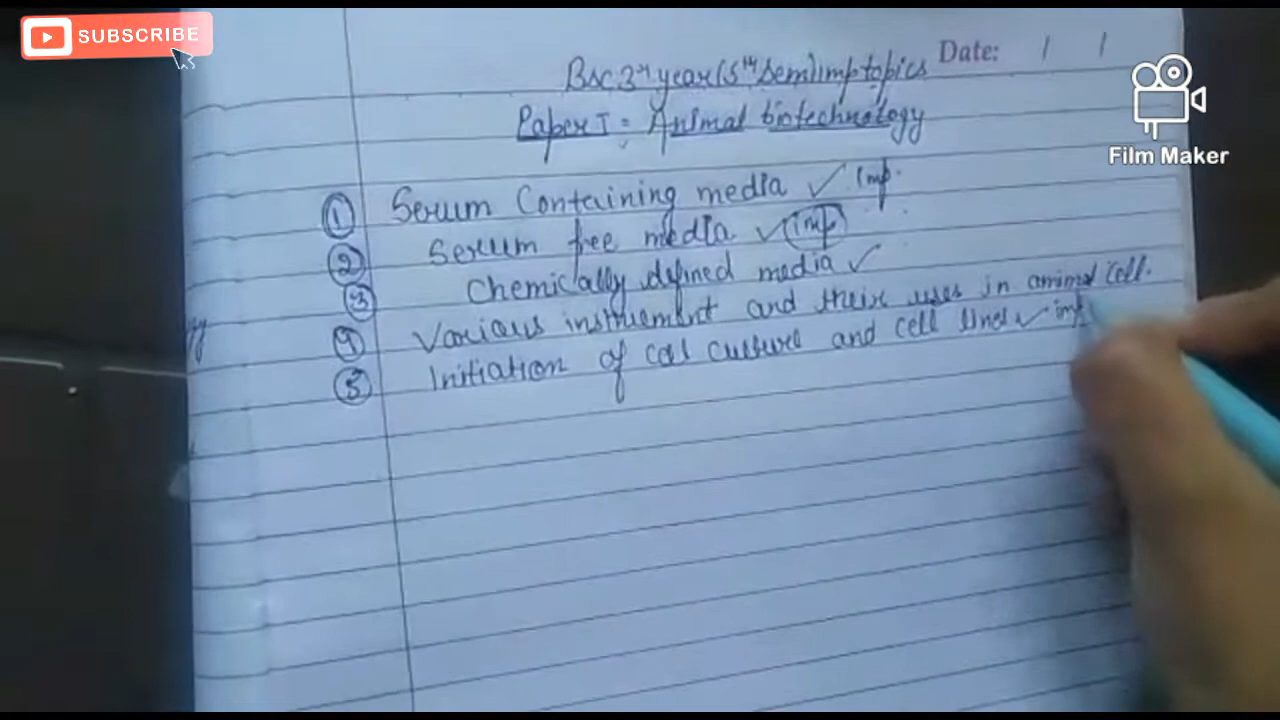 SUBSCRIBE
Date: / /
Bsc 3rd year (5th sem) imp topics
Paper I = Animal biotechnology
Film Maker
① Serum Containing media ✓ imp.
② Serum free media ✓ imp
③ Chemically defined media ✓
④ Various instruement and their uses in animal cell.
⑤ Initiation of cell culture and cell lines ✓ imp